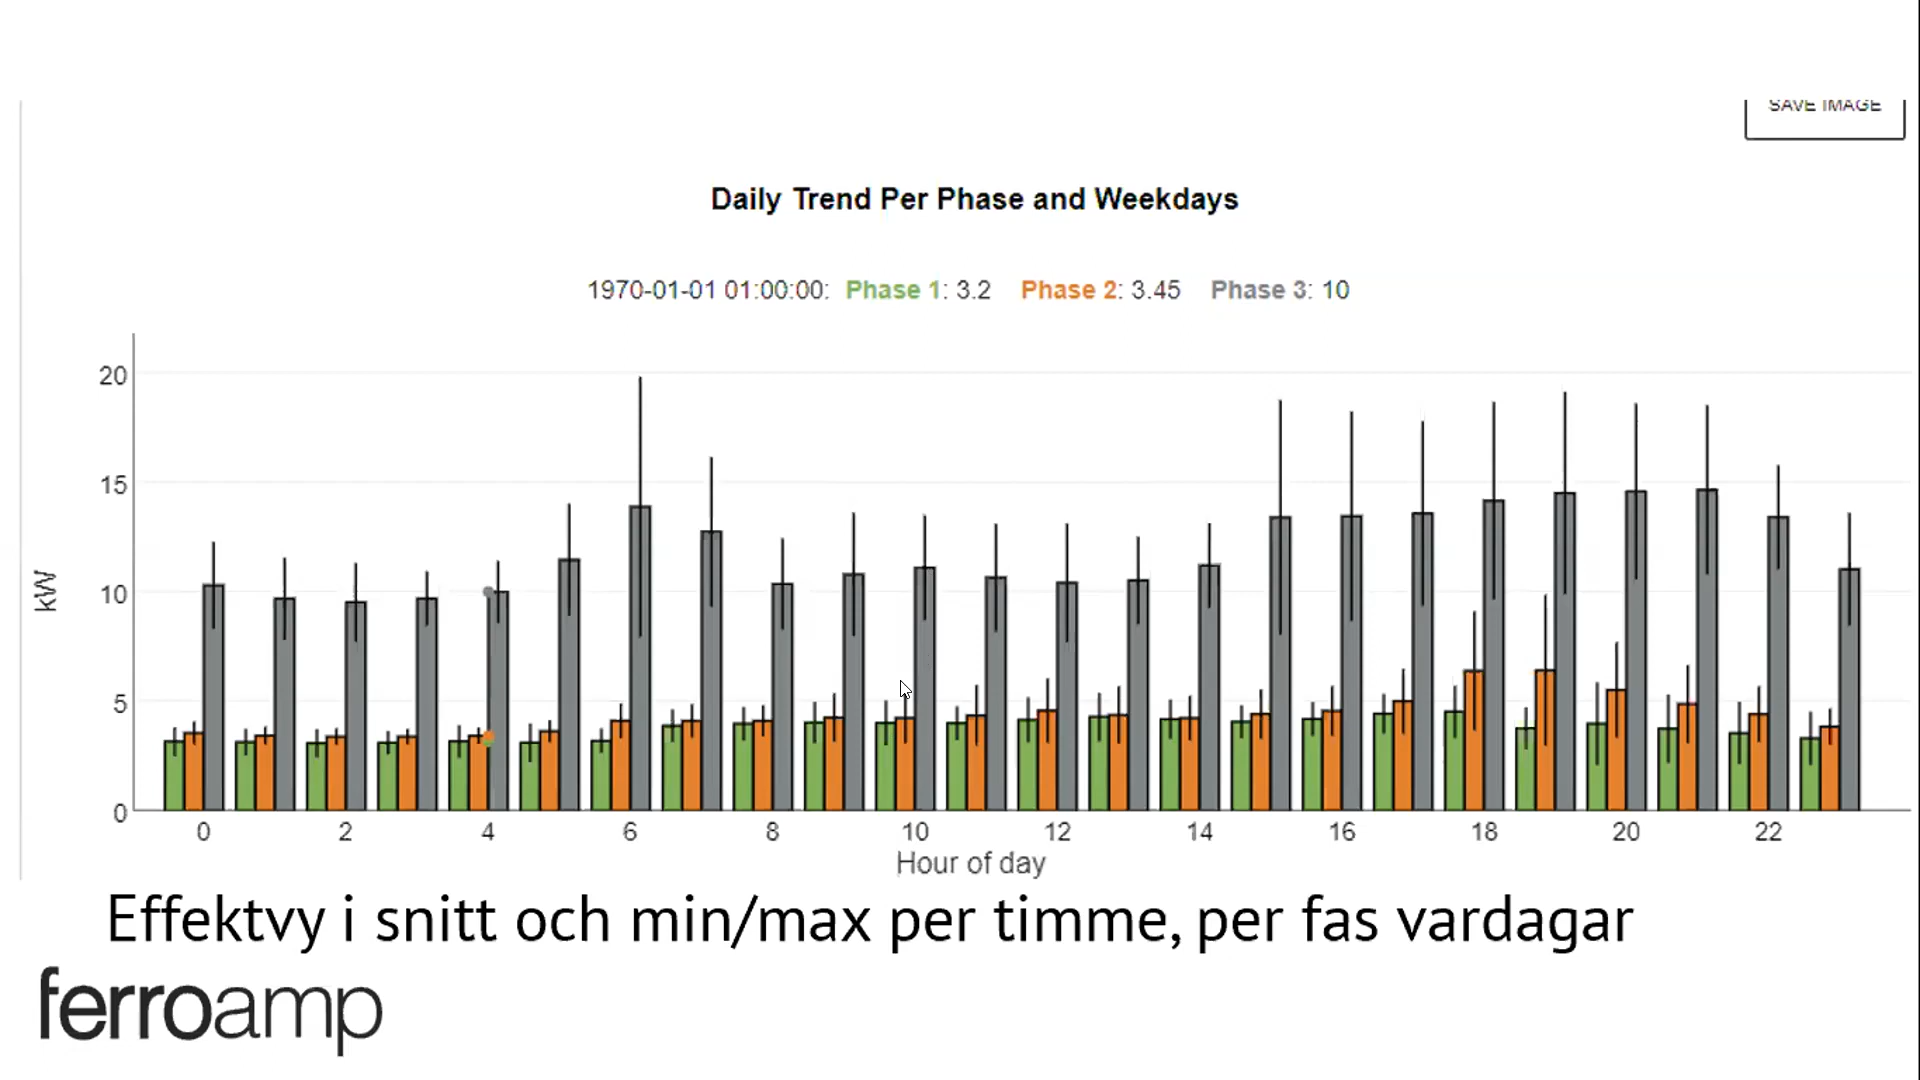 SAVE IMAGE
Daily Trend Per Phase and Weekdays
1970-01-01 01:00:00: Phase 1: 3.2 Phase 2: 3.45 Phase 3: 10
20
15
10
5
0
kW
0 2 4 6 8 10 12 14 16 18 20 22
Hour of day
Effektvy i snitt och min/max per timme, per fas vardagar
ferroamp